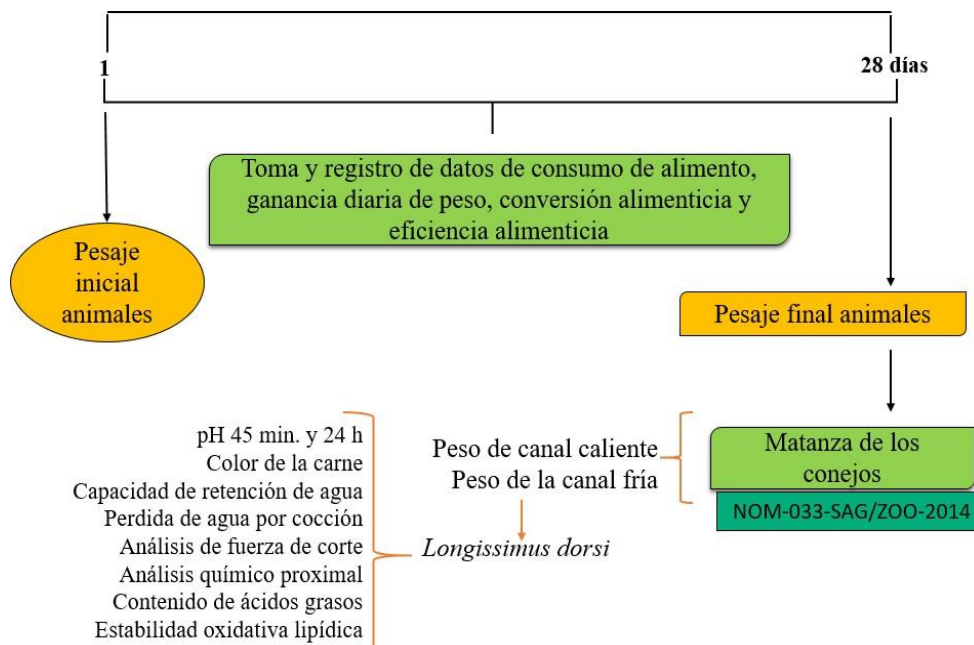 1
28 días
Toma y registro de datos de consumo de alimento,
ganancia diaria de peso, conversión alimenticia y
eficiencia alimenticia
Pesaje
inicial
animales
Pesaje final animales
Matanza de los
conejos
NOM-033-SAG/ZOO-2014
Peso de canal caliente
Peso de la canal fría
Longissimus dorsi
pH 45 min. y 24 h
Color de la carne
Capacidad de retención de agua
Perdida de agua por cocción
Análisis de fuerza de corte
Análisis químico proximal
Contenido de ácidos grasos
Estabilidad oxidativa lipídica